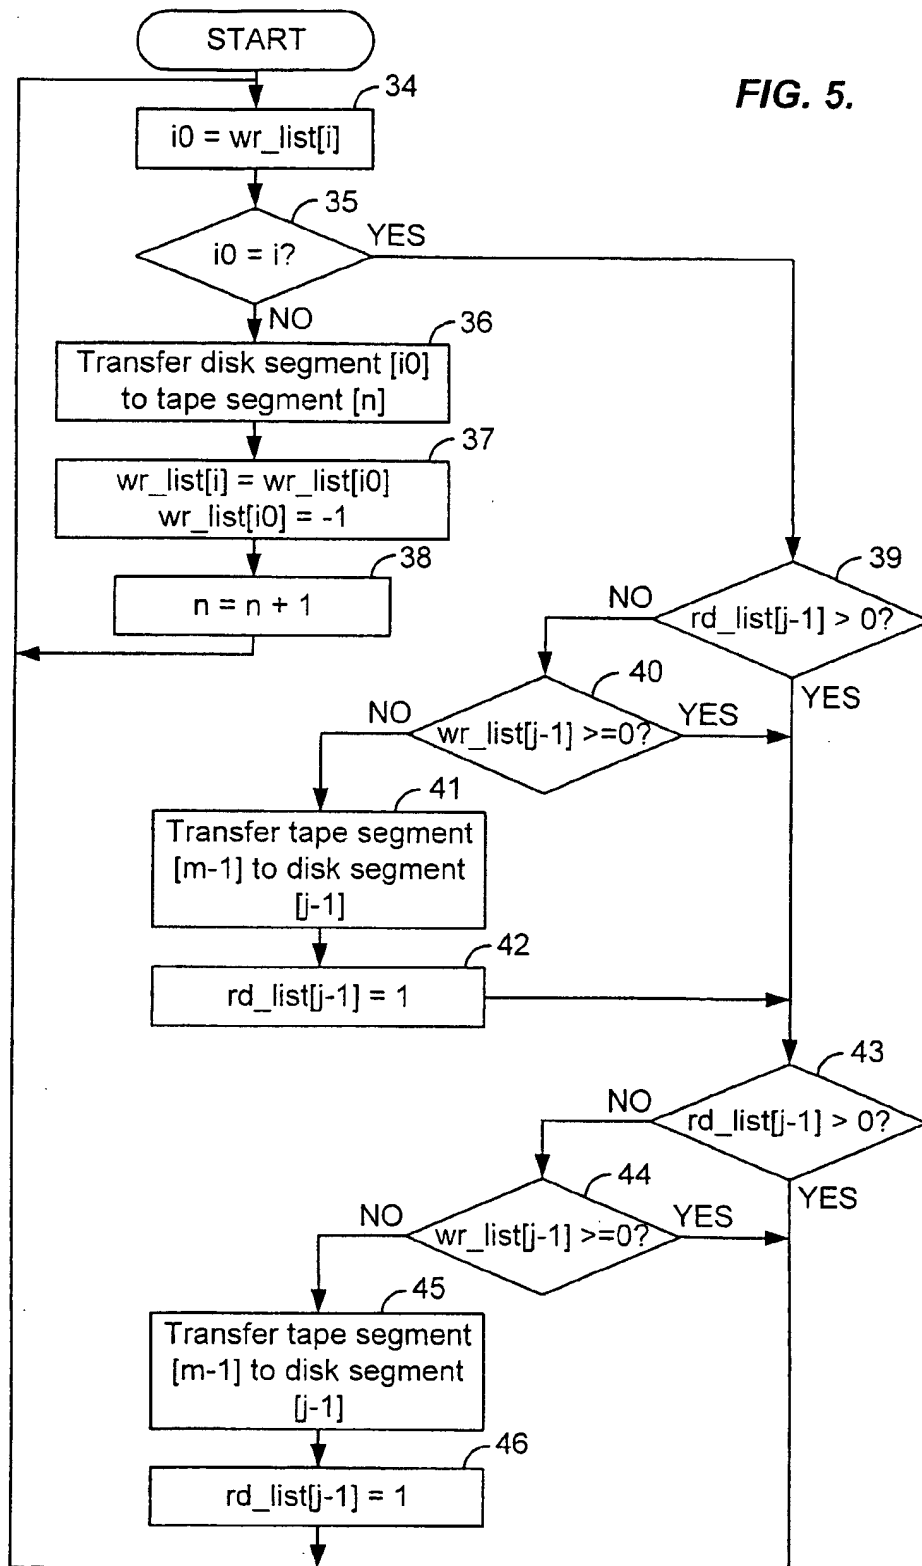 START
FIG. 5.
34
i0 = wr_list[i]
35
i0 = i?
YES
NO
36
Transfer disk segment [i0]
to tape segment [n]
37
wr_list[i] = wr_list[i0]
wr_list[i0] = -1
38
n = n + 1
39
rd_list[j-1] > 0?
NO
YES
40
wr_list[j-1] >=0?
NO
YES
41
Transfer tape segment
[m-1] to disk segment
[j-1]
42
rd_list[j-1] = 1
43
rd_list[j-1] > 0?
NO
YES
44
wr_list[j-1] >=0?
NO
YES
45
Transfer tape segment
[m-1] to disk segment
[j-1]
46
rd_list[j-1] = 1